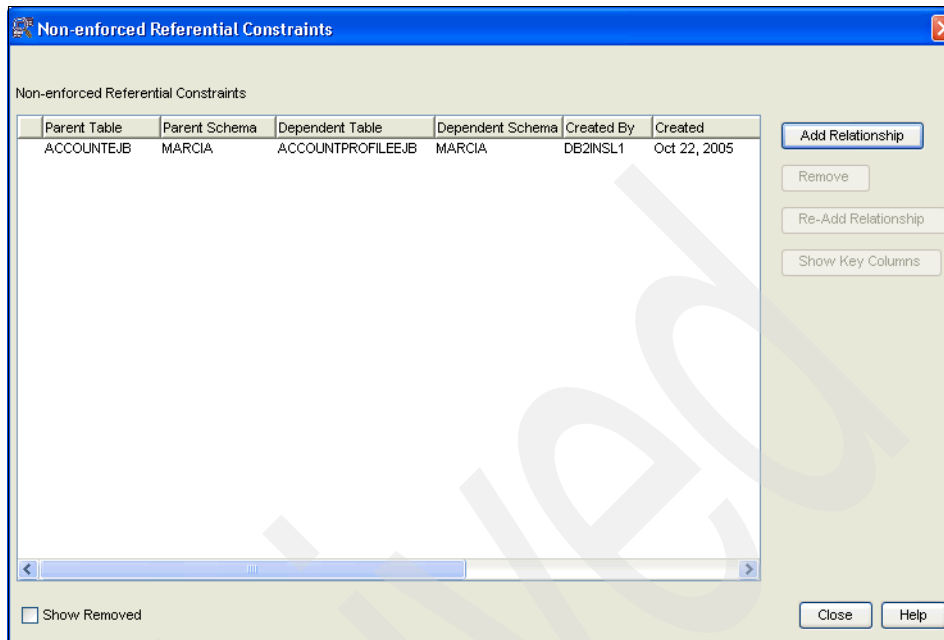 Non-enforced Referential Constraints
Non-enforced Referential Constraints
Parent Table Parent Schema Dependent Table Dependent Schema Created By Created
ACCOUNTEJB MARCIA ACCOUNTPROFILEEJB MARCIA DB2INSL1 Oct 22, 2005
Add Relationship
Remove
Re-Add Relationship
Show Key Columns
Show Removed
Close Help